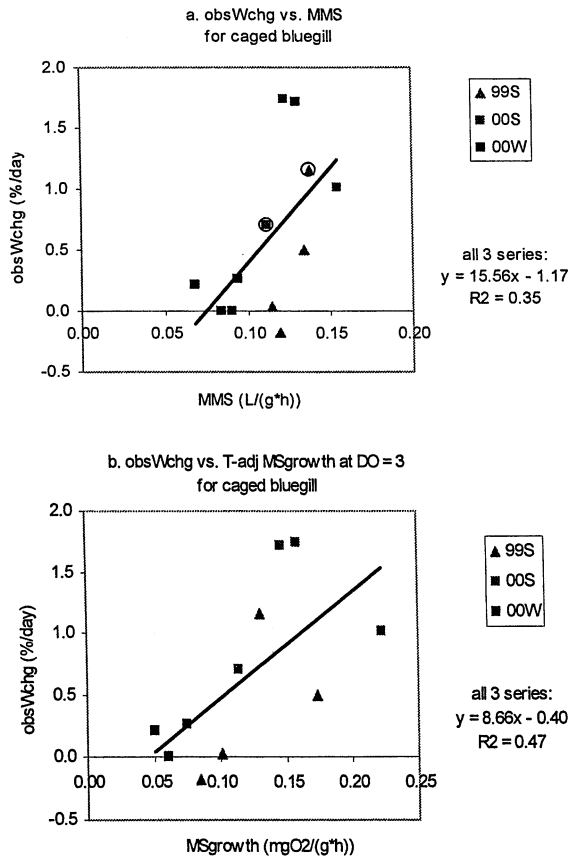 a. obsWchg vs. MMS
for caged bluegill
2.0
1.5
1.0
0.5
0.0
-0.5
obsWchg (%/day
0.00
0.05
0.10
0.15
0.20
MMS (L/(g*h))
99S
00S
00W
all 3 series:
y = 15.56x - 1.17
R2 = 0.35
b. obsWchg vs. T-adj MSgrowth at DO = 3
for caged bluegill
2.0
1.5
1.0
0.5
0.0
-0.5
obsWchg (%/day)
0.00
0.05
0.10
0.15
0.20
0.25
MSgrowth (mgO2/(g*h)
99S
00S
00W
all 3 series:
y = 8.66x - 0.40
R2 = 0.47